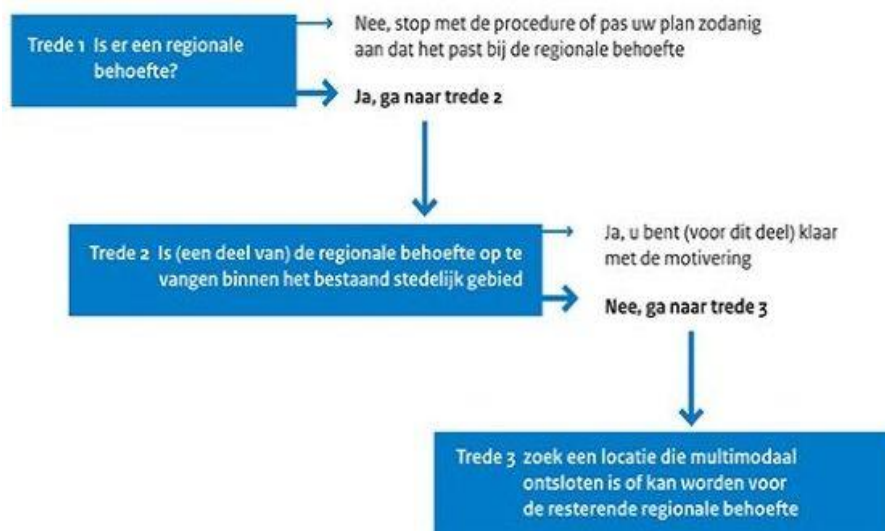 Trede 1 Is er een regionale
behoefte?
Nee, stop met de procedure of pas uw plan zodanig
aan dat het past bij de regionale behoefte
Ja, ga naar trede 2
Trede 2 Is (een deel van) de regionale behoefte op te
vangen binnen het bestaand stedelijk gebied
Ja, u bent (voor dit deel) klaar
met de motivering
Nee, ga naar trede 3
Trede 3 zoek een locatie die multimodaal
ontsloten is of kan worden voor
de resterende regionale behoefte